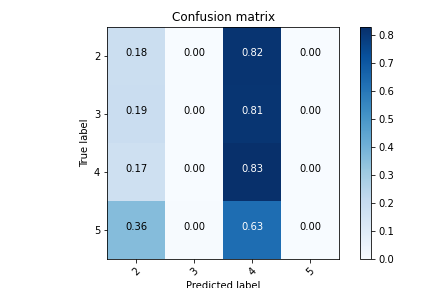 Confusion matrix
0.8
0.7
0.6
0.5
0.4
0.3
0.2
0.1
0.0
True label
2 0.18 0.00 0.82 0.00
3 0.19 0.00 0.81 0.00
4 0.17 0.00 0.83 0.00
5 0.36 0.00 0.63 0.00
2 3 4 5
Predicted label